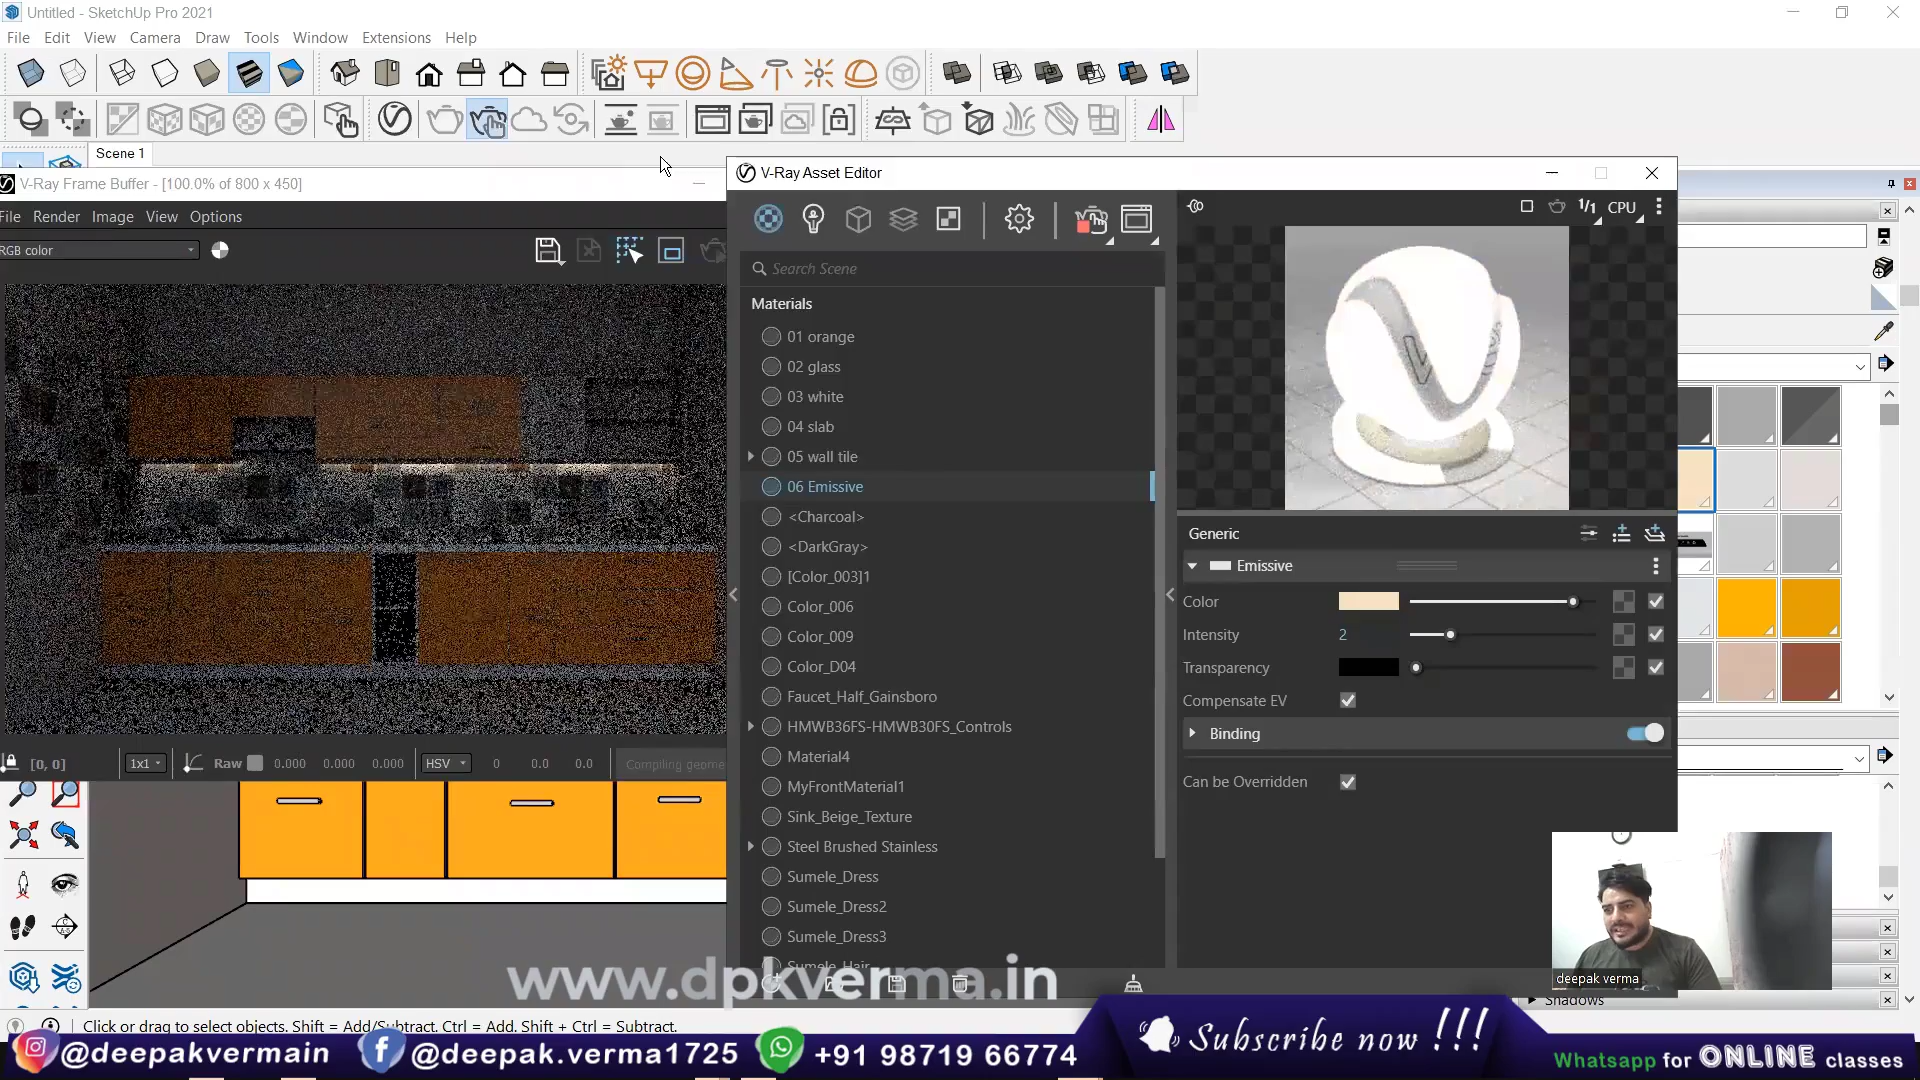 Untitled - SketchUp Pro 2021
File Edit View Camera Draw Tools Window Extensions Help
Scene 1
V-Ray Frame Buffer - [100.0% of 800 x 450]
File Render Image View Options
RGB color
[0, 0] 1x1 Raw 0.000 0.000 0.000 HSV 0 0.0 0.0 Compiling geome
V-Ray Asset Editor
Search Scene
Materials
01 orange
02 glass
03 white
04 slab
05 wall tile
06 Emissive
<Charcoal>
<DarkGray>
[Color_003]1
Color_006
Color_009
Color_D04
Faucet_Half_Gainsboro
HMWB36FS-HMWB30FS_Controls
Material4
MyFrontMaterial1
Sink_Beige_Texture
Steel Brushed Stainless
Sumele_Dress
Sumele_Dress2
Sumele_Dress3
Sumele_Hair
1/1 CPU
Generic
Emissive
Color
Intensity 2
Transparency
Compensate EV
Binding
Can be Overridden
deepak verma
Shadows
www.dpkverma.in
Click or drag to select objects. Shift = Add/Subtract. Ctrl = Add. Shift + Ctrl = Subtract.
@deepakvermain @deepak.verma1725 +91 98719 66774
Subscribe now !!!
Whatsapp for ONLINE classes